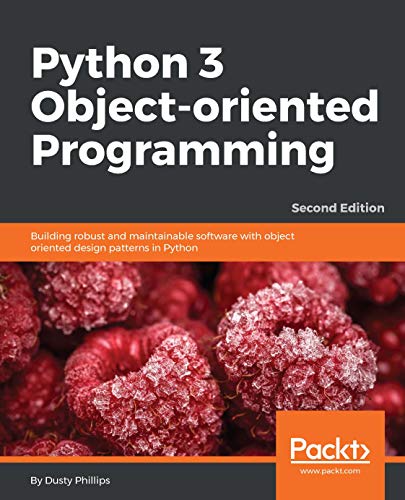 Python 3
Object-oriented
Programming
Second Edition
Building robust and maintainable software with object
oriented design patterns in Python
Packt>
www.packt.com
By Dusty Phillips